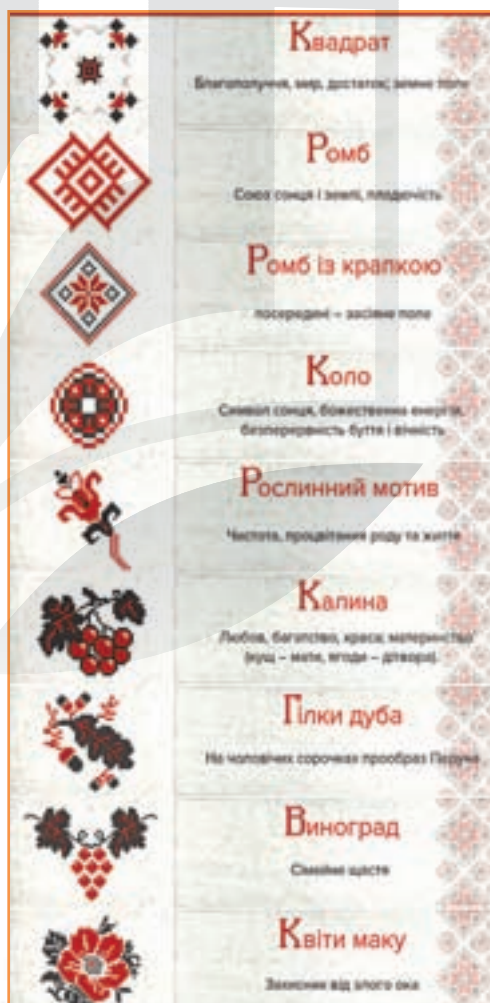 Квадрат
Благополуччя, мир, достаток; земне поле
Ромб
Союз сонця і землі, плодючість
Ромб із крапкою
посередині – засіяне поле
Коло
Символ сонця, божественна енергія,
безперервність буття і вічність
Рослинний мотив
Чистота, процвітання роду та життя
Калина
Любов, багатство, краса; материнство
(кущ – мати, ягоди – дітвора)
Гілки дуба
На чоловічих сорочках прообраз Перуна
Виноград
Сімейне щастя
Квіти маку
Захисник від злого ока